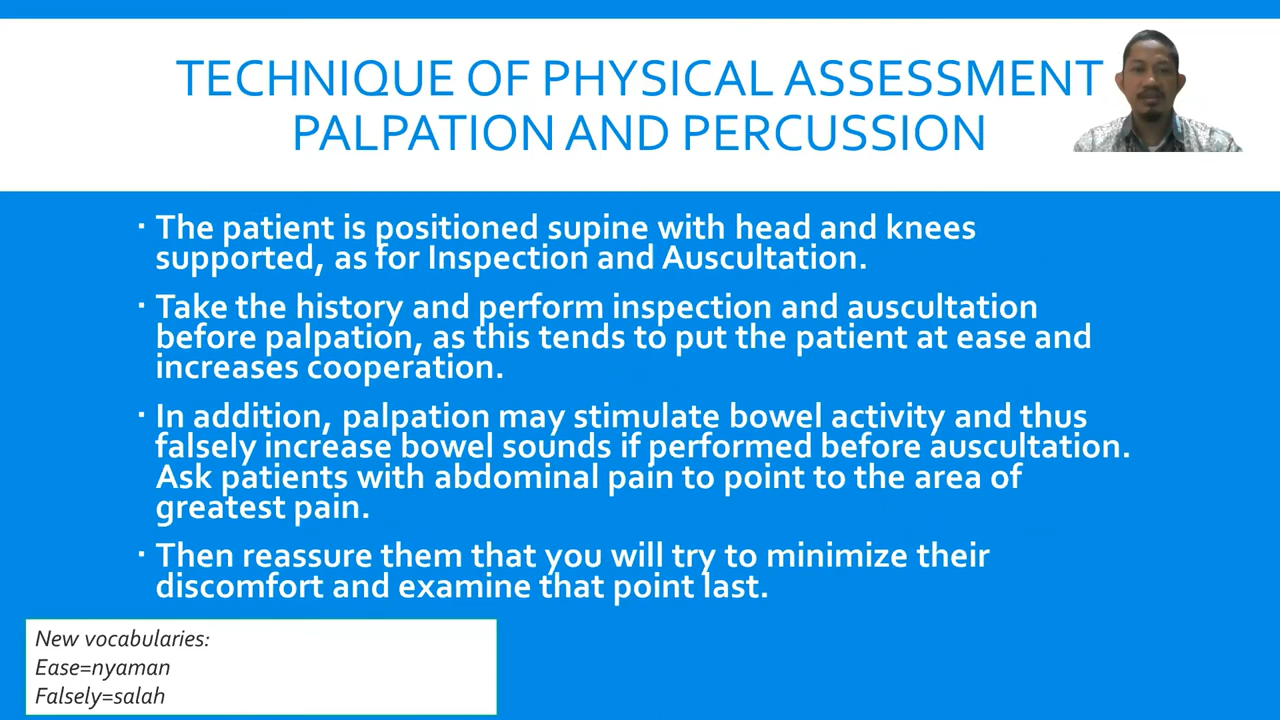 TECHNIQUE OF PHYSICAL ASSESSMENT
PALPATION AND PERCUSSION
▪ The patient is positioned supine with head and knees
supported, as for Inspection and Auscultation.
▪ Take the history and perform inspection and auscultation
before palpation, as this tends to put the patient at ease and
increases cooperation.
▪ In addition, palpation may stimulate bowel activity and thus
falsely increase bowel sounds if performed before auscultation.
Ask patients with abdominal pain to point to the area of
greatest pain.
▪ Then reassure them that you will try to minimize their
discomfort and examine that point last.
New vocabularies:
Ease=nyaman
Falsely=salah